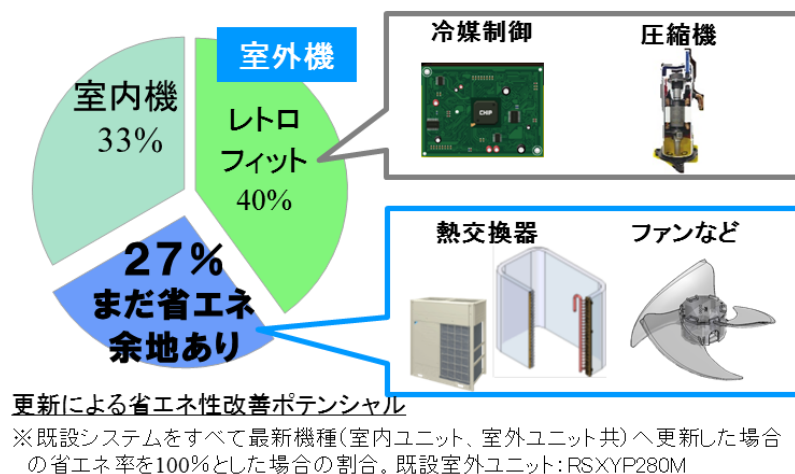 室外機
室内機
33%
レトロ
フィット
40%
27%
まだ省エネ
余地あり
冷媒制御
圧縮機
CHIP
熱交換器
ファンなど
更新による省エネ性改善ポテンシャル
※既設システムをすべて最新機種(室内ユニット、室外ユニット共)へ更新した場合
の省エネ率を100%とした場合の割合。既設室外ユニット:RSXYP280M